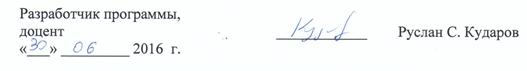 Разработчик программы,
доцент Руслан С. Кударов
«30» 06 2016 г.